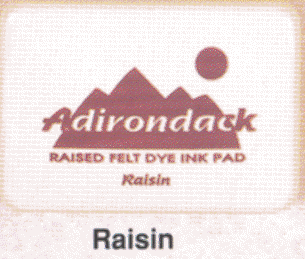 Adirondack
RAISED FELT DYE INK PAD
Raisin
Raisin